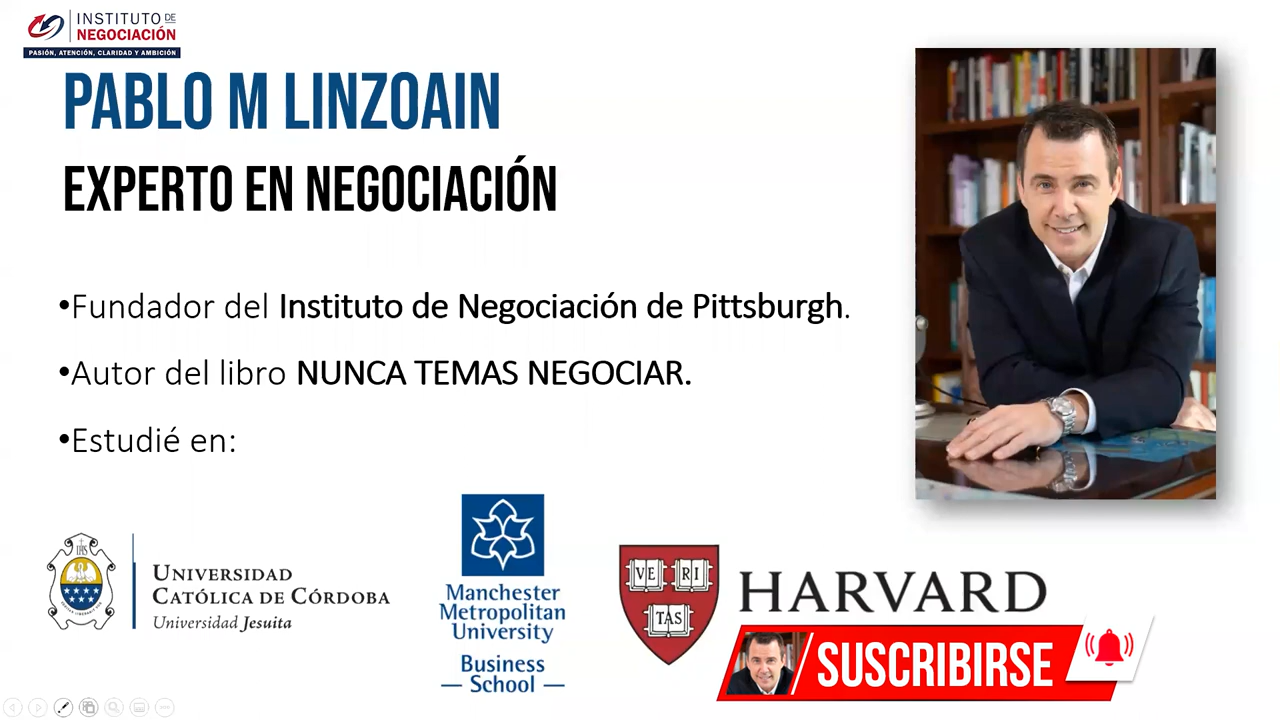 INSTITUTO DE
NEGOCIACIÓN
PASIÓN, ATENCIÓN, CLARIDAD Y AMBICIÓN
PABLO M LINZOAIN
EXPERTO EN NEGOCIACIÓN
•Fundador del Instituto de Negociación de Pittsburgh.
•Autor del libro NUNCA TEMAS NEGOCIAR.
•Estudié en:
UNIVERSIDAD
CATÓLICA DE CÓRDOBA
Universidad Jesuita
Manchester
Metropolitan
University
Business
School
VE RI
TAS
HARVARD
SUSCRIBIRSE